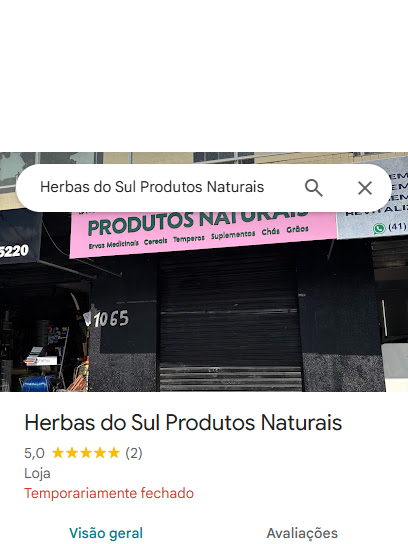 Herbas do Sul Produtos Naturais
PRODUTOS NATURAIS
Ervas Medicinais Cereais Temperos Suplementos Chás Grãos
5220
1065
(41)
Herbas do Sul Produtos Naturais
5,0 (2)
Loja
Temporariamente fechado
Visão geral Avaliações